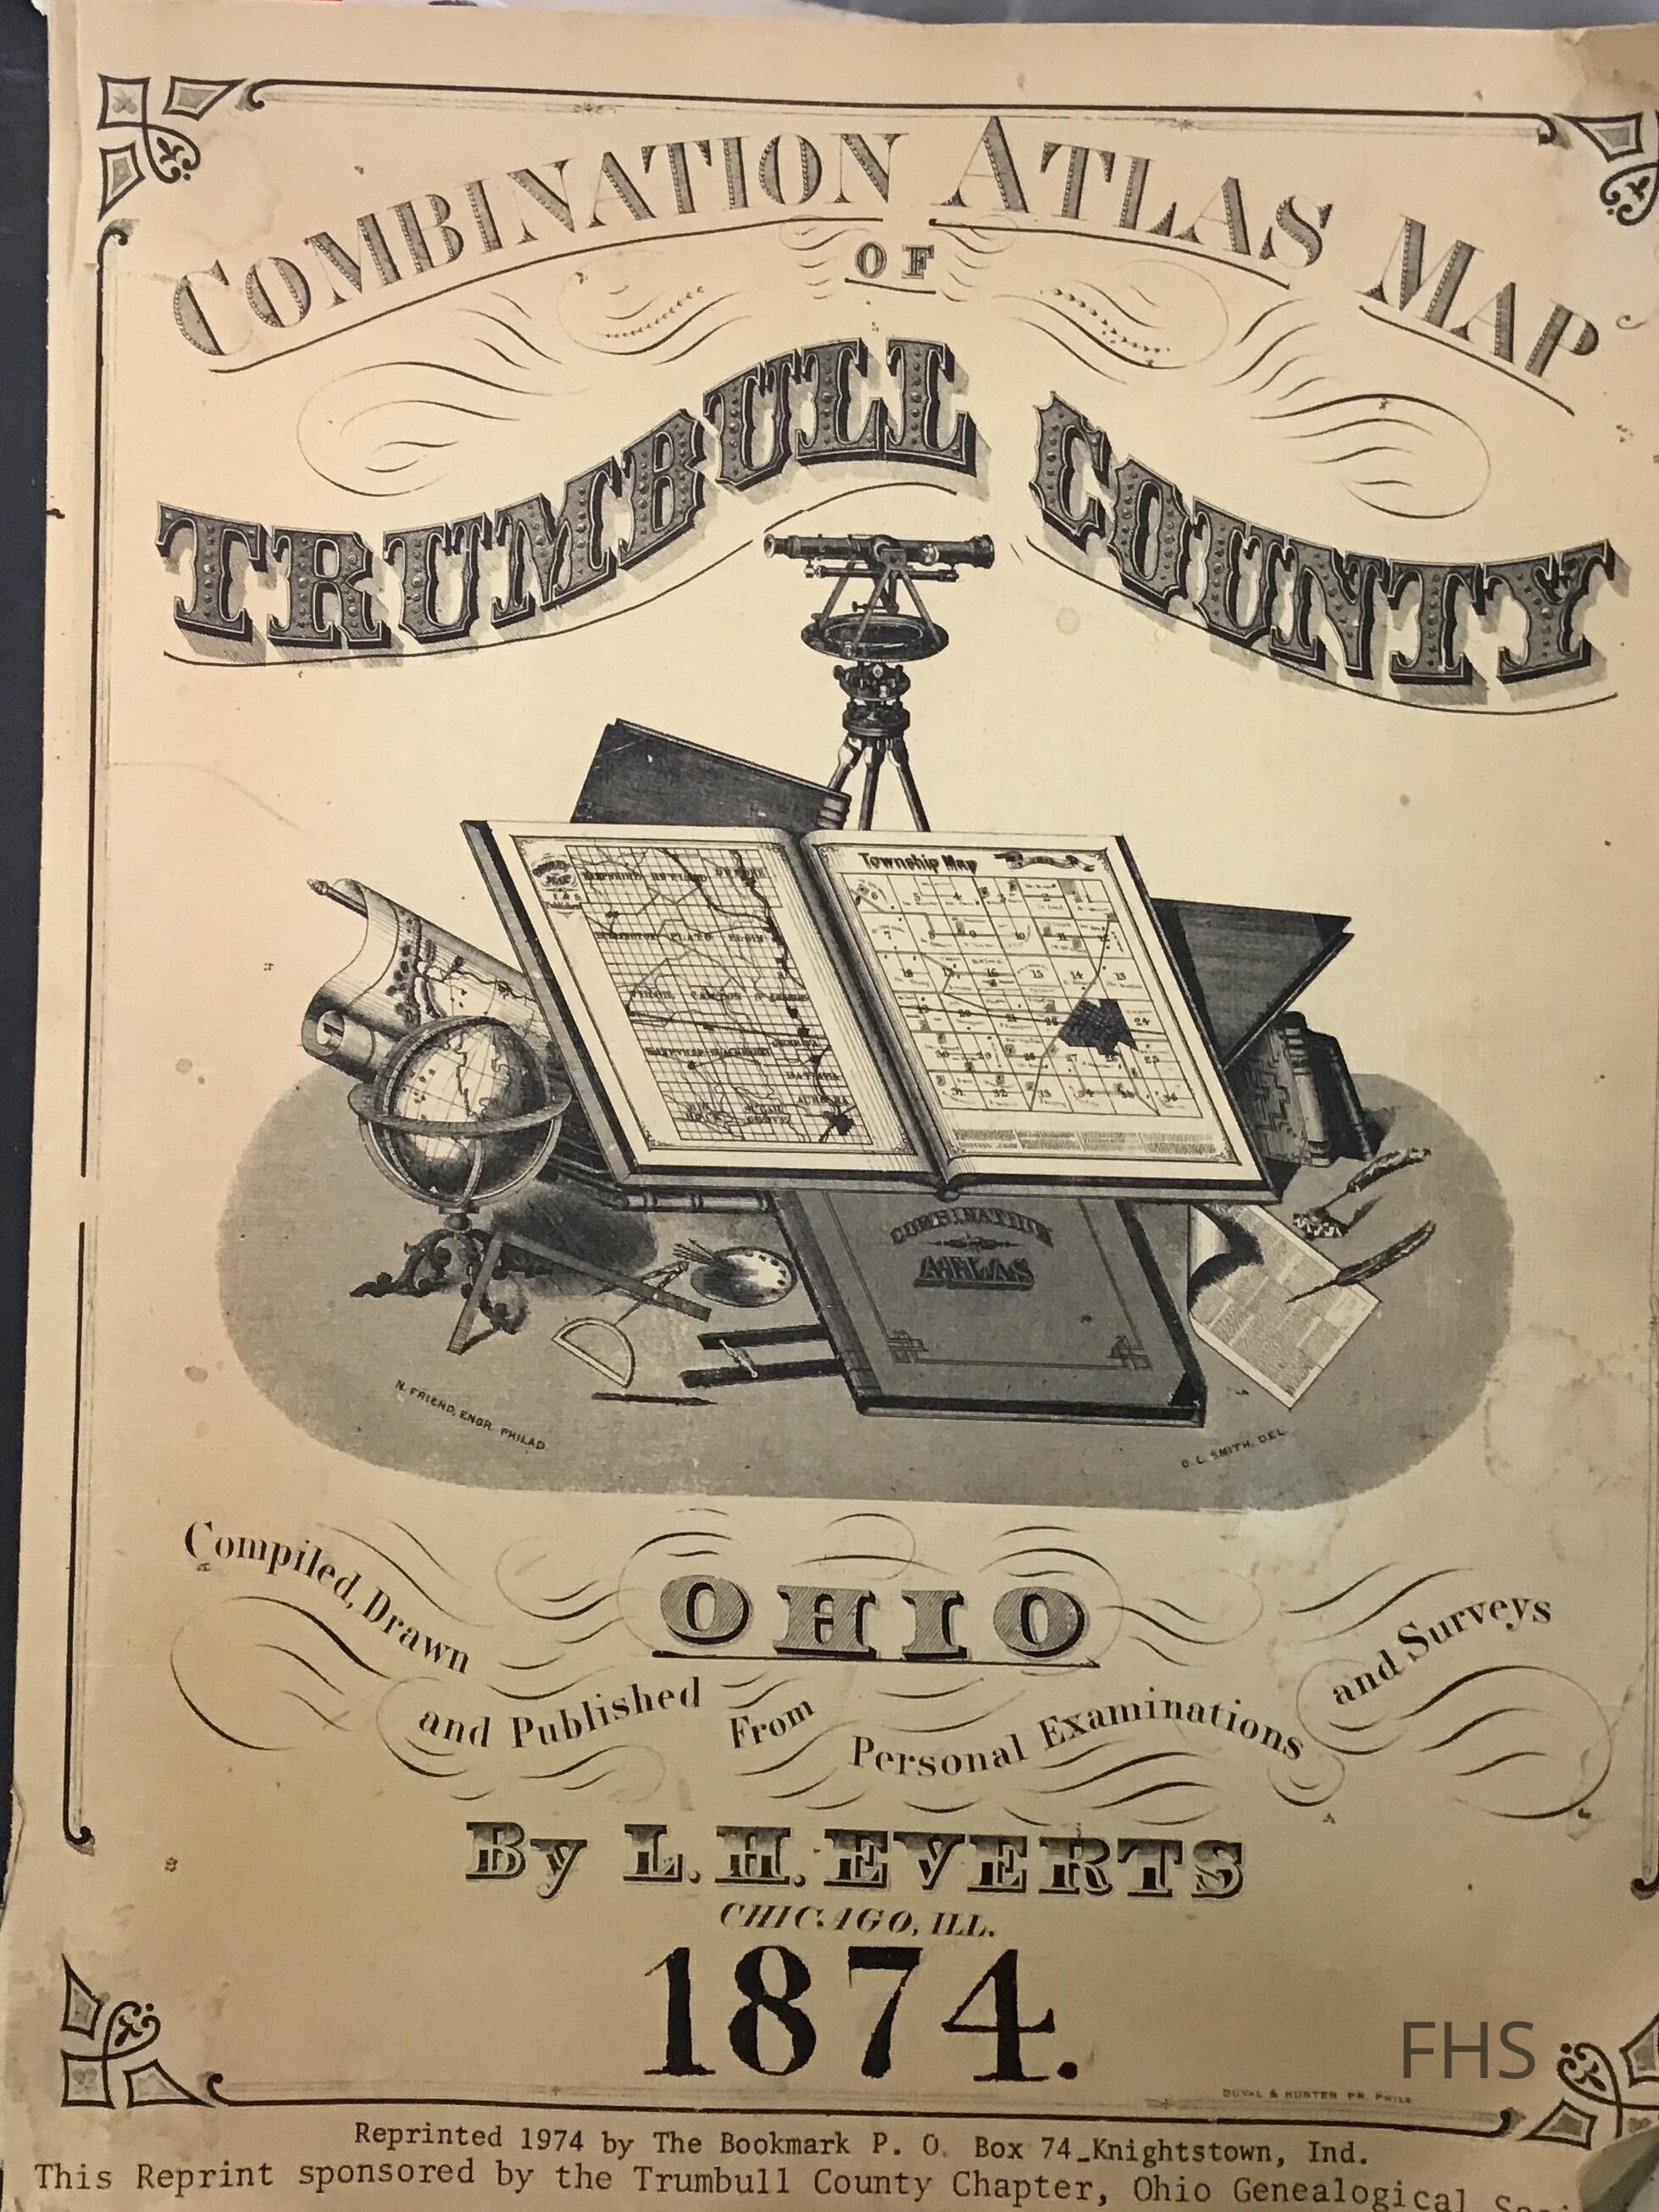 COMBINATION ATLAS MAP
OF
TRUMBULL COUNTY
Township Map
COMBINATION
ATLAS
N. FRIEND, ENGR. PHILAD.
C. L. SMITH, DEL.
OHIO
Compiled, Drawn
and Published From Personal Examinations
and Surveys
By L. H. EVERTS
CHICAGO, ILL.
1874.
FHS
DUVAL & HUNTER PR. PHILA
Reprinted 1974 by The Bookmark P. O. Box 74_Knightstown, Ind.
This Reprint sponsored by the Trumbull County Chapter, Ohio Genealogical